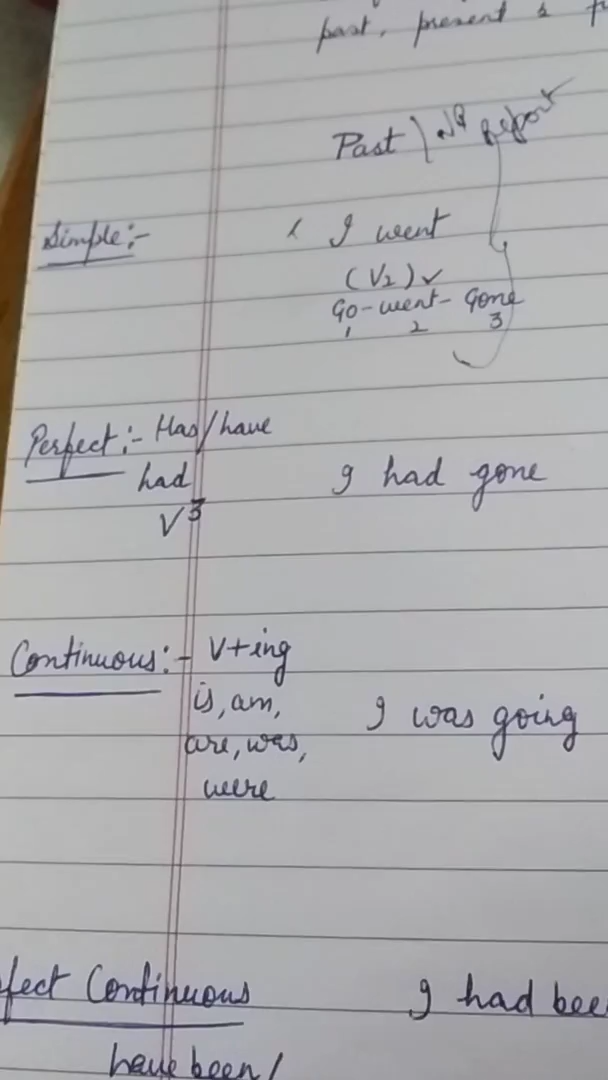 past, present &
Past
Simple:- I went
(V2) ✓
Go-went-Gone
1 2 3
Perfect:- Has/have
had I had gone
V3
Continuous:- V+ing
is, am, I was going
are, was,
were
fect Continuous I had bee
have been/